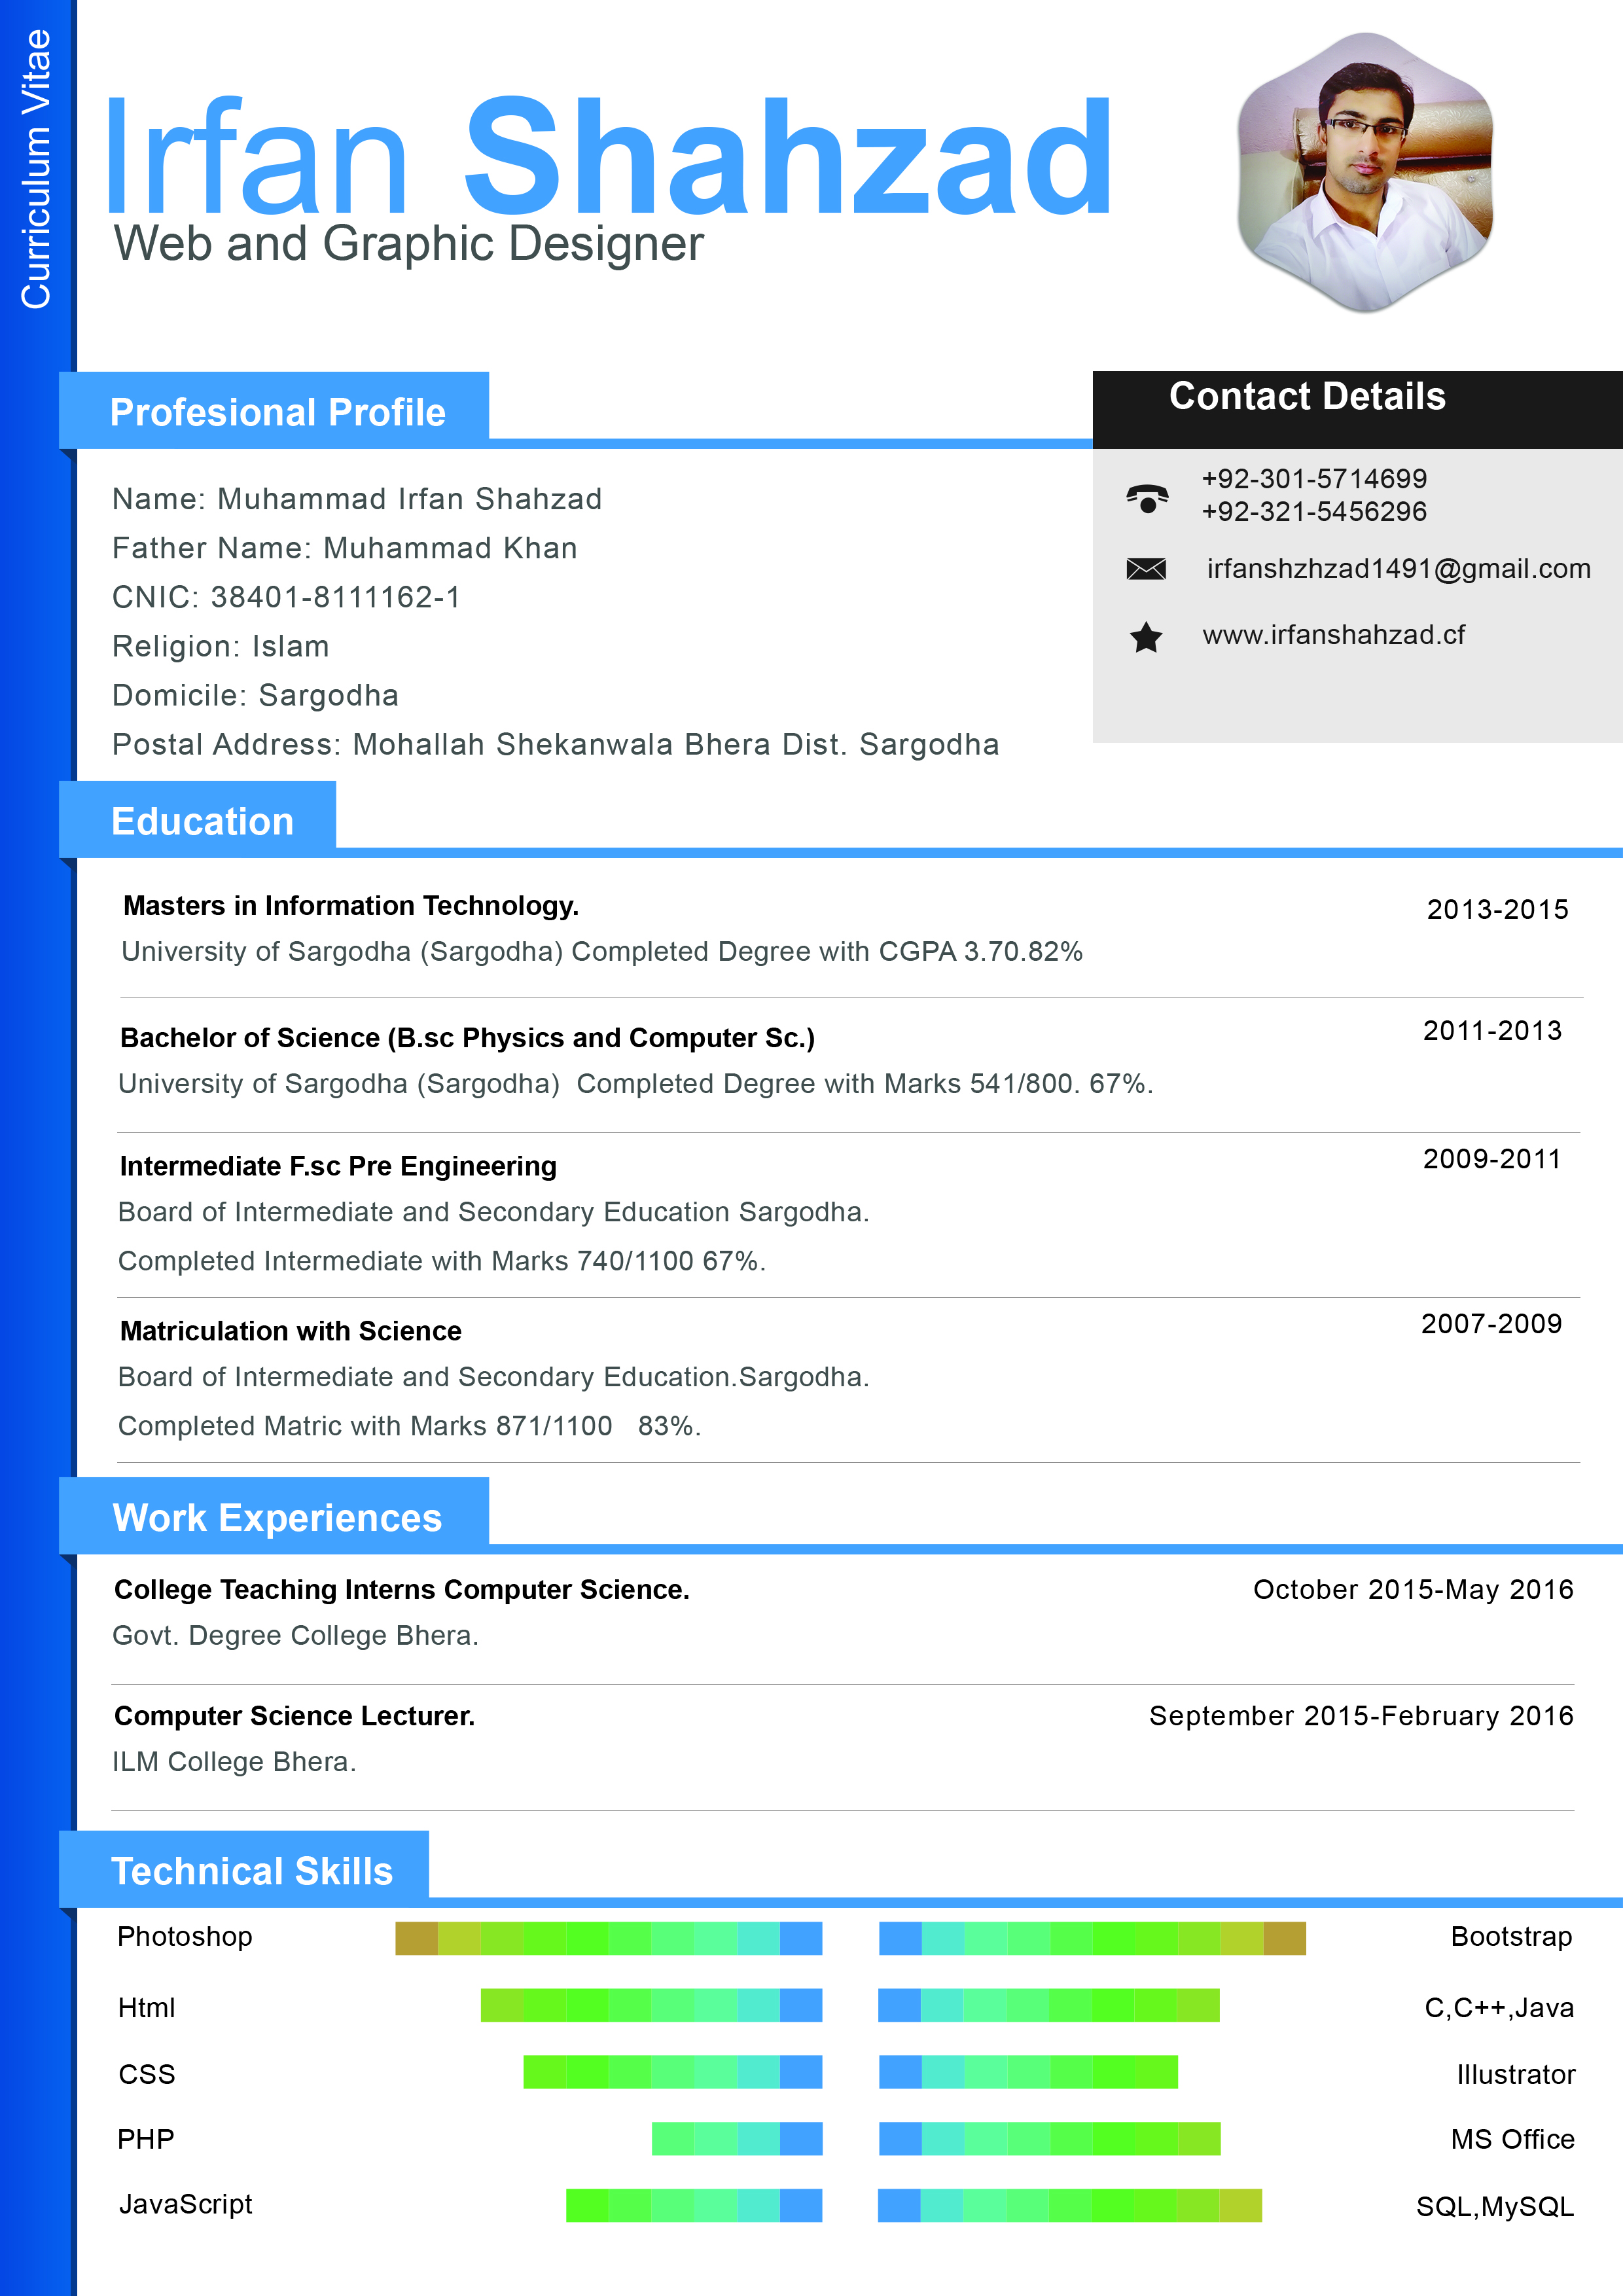 Curriculum Vitae
Irfan Shahzad
Web and Graphic Designer
Profesional Profile
Name: Muhammad Irfan Shahzad
Father Name: Muhammad Khan
CNIC: 38401-8111162-1
Religion: Islam
Domicile: Sargodha
Postal Address: Mohallah Shekanwala Bhera Dist. Sargodha
Contact Details
+92-301-5714699
+92-321-5456296
irfanshzhzad1491@gmail.com
www.irfanshahzad.cf
Education
Masters in Information Technology. 2013-2015
University of Sargodha (Sargodha) Completed Degree with CGPA 3.70.82%
Bachelor of Science (B.sc Physics and Computer Sc.) 2011-2013
University of Sargodha (Sargodha) Completed Degree with Marks 541/800. 67%.
Intermediate F.sc Pre Engineering 2009-2011
Board of Intermediate and Secondary Education Sargodha.
Completed Intermediate with Marks 740/1100 67%.
Matriculation with Science 2007-2009
Board of Intermediate and Secondary Education.Sargodha.
Completed Matric with Marks 871/1100 83%.
Work Experiences
College Teaching Interns Computer Science. October 2015-May 2016
Govt. Degree College Bhera.
Computer Science Lecturer. September 2015-February 2016
ILM College Bhera.
Technical Skills
Photoshop Bootstrap
Html C,C++,Java
CSS Illustrator
PHP MS Office
JavaScript SQL,MySQL